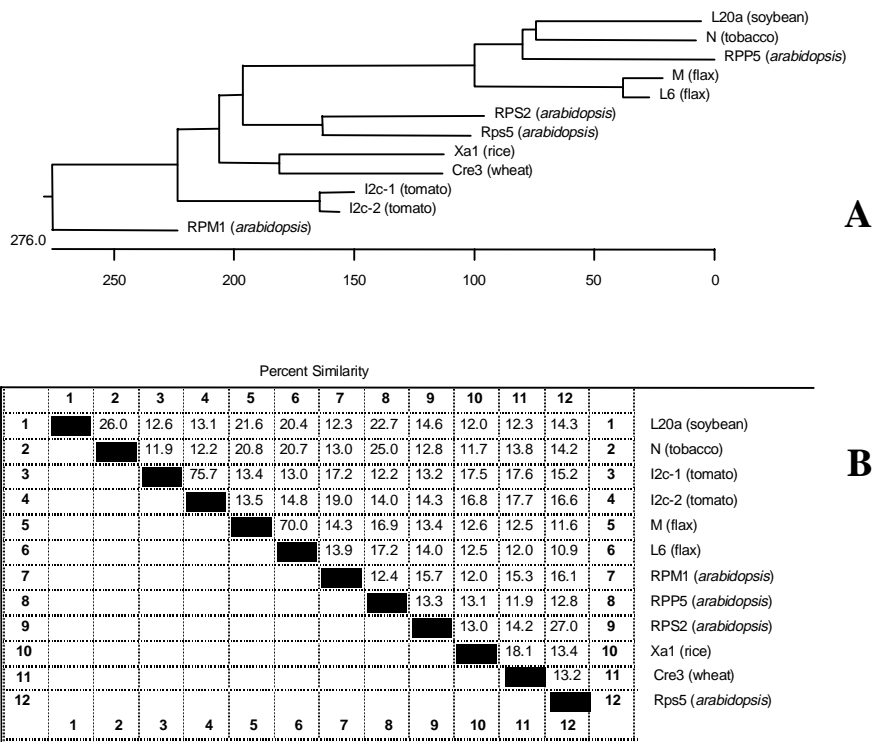 L20a (soybean)
N (tobacco)
RPP5 (arabidopsis)
M (flax)
L6 (flax)
RPS2 (arabidopsis)
Rps5 (arabidopsis)
Xa1 (rice)
Cre3 (wheat)
I2c-1 (tomato)
I2c-2 (tomato)
RPM1 (arabidopsis)
A
276.0
250 200 150 100 50 0
Percent Similarity
1 2 3 4 5 6 7 8 9 10 11 12
1 26.0 12.6 13.1 21.6 20.4 12.3 22.7 14.6 12.0 12.3 14.3 1 L20a (soybean)
2 11.9 12.2 20.8 20.7 13.0 25.0 12.8 11.7 13.8 14.2 2 N (tobacco)
B
3 75.7 13.4 13.0 17.2 12.2 13.2 17.5 17.6 15.2 3 I2c-1 (tomato)
4 13.5 14.8 19.0 14.0 14.3 16.8 17.7 16.6 4 I2c-2 (tomato)
5 70.0 14.3 16.9 13.4 12.6 12.5 11.6 5 M (flax)
6 13.9 17.2 14.0 12.5 12.0 10.9 6 L6 (flax)
7 12.4 15.7 12.0 15.3 16.1 7 RPM1 (arabidopsis)
8 13.3 13.1 11.9 12.8 8 RPP5 (arabidopsis)
9 13.0 14.2 27.0 9 RPS2 (arabidopsis)
10 18.1 13.4 10 Xa1 (rice)
11 13.2 11 Cre3 (wheat)
12 12 Rps5 (arabidopsis)
1 2 3 4 5 6 7 8 9 10 11 12